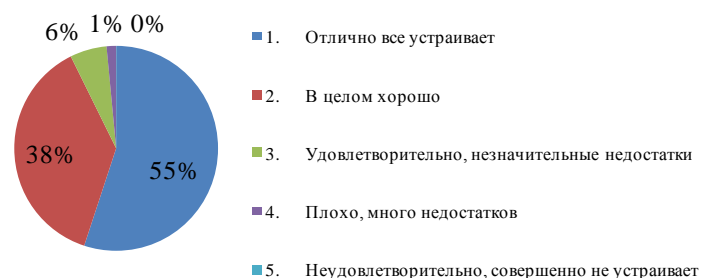 6% 1% 0%
38%
55%
1. Отлично все устраивает
2. В целом хорошо
3. Удовлетворительно, незначительные недостатки
4. Плохо, много недостатков
5. Неудовлетворительно, совершенно не устраивает